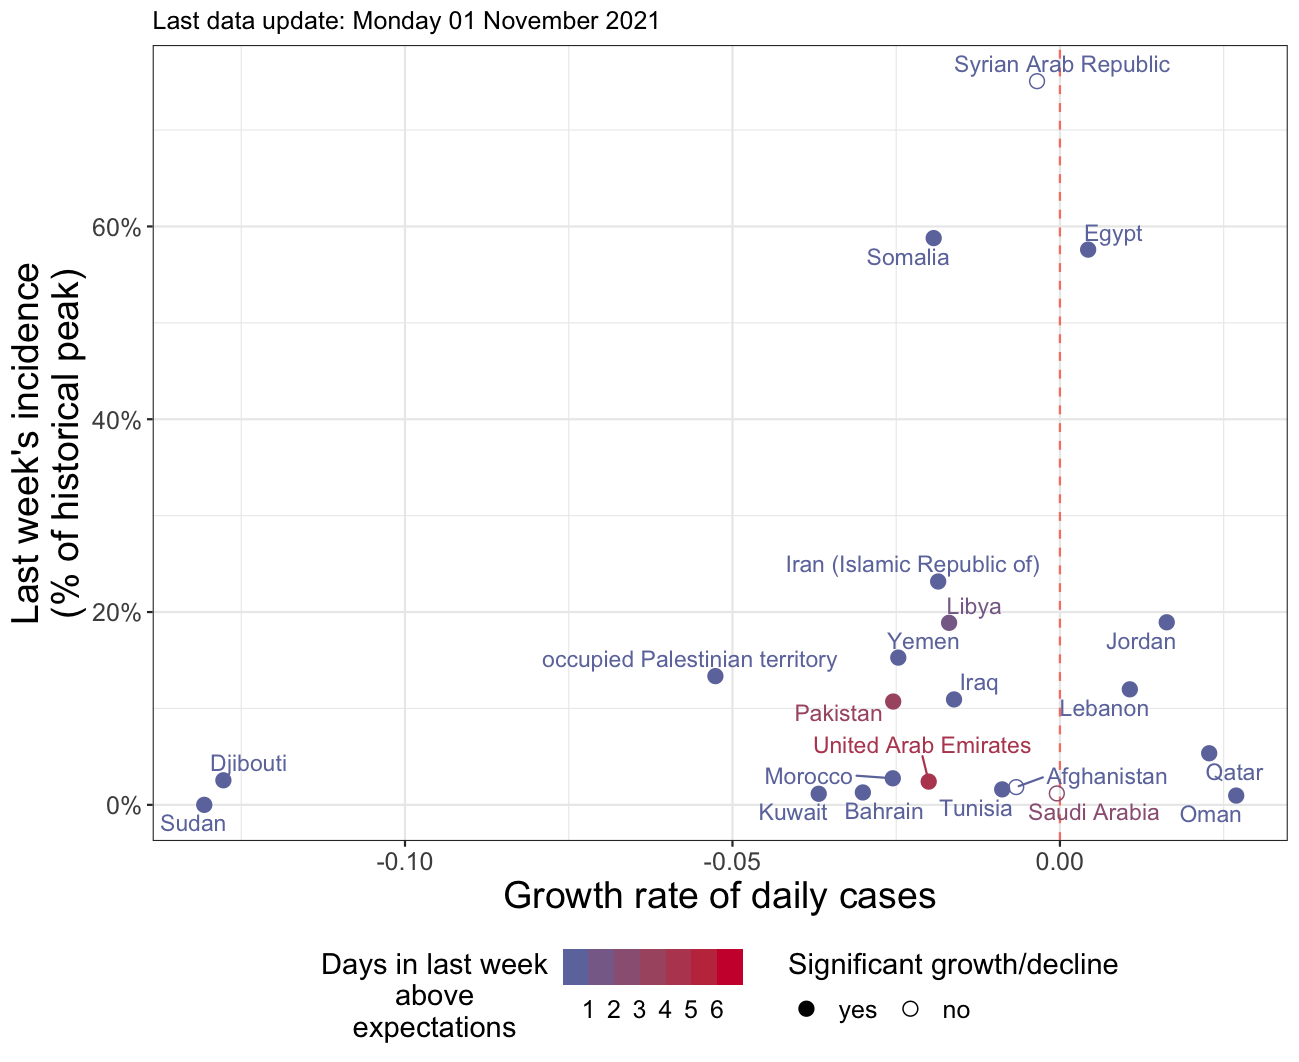 Last data update: Monday 01 November 2021
Syrian Arab Republic
60%
Egypt
Somalia
Last week's incidence
(% of historical peak)
40%
Iran (Islamic Republic of)
20%
Libya
Yemen
Jordan
occupied Palestinian territory
Iraq
Pakistan
Lebanon
United Arab Emirates
Djibouti
Morocco
Afghanistan
Qatar
0%
Kuwait
Bahrain
Tunisia
Saudi Arabia
Oman
Sudan
-0.10
-0.05
0.00
Growth rate of daily cases
Days in last week
above
expectations
1 2 3 4 5 6
Significant growth/decline
yes
no